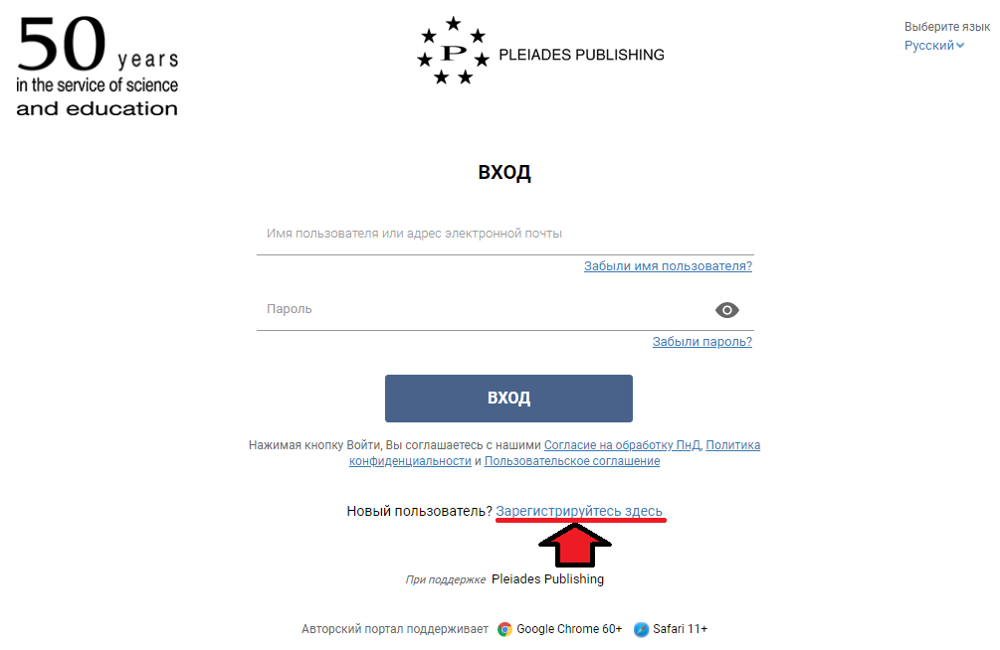 50 years
in the service of science
and education
P
PLEIADES PUBLISHING
Выберите язык
Русский
ВХОД
Имя пользователя или адрес электронной почты
Забыли имя пользователя?
Пароль
Забыли пароль?
ВХОД
Нажимая кнопку Войти, Вы соглашаетесь с нашими Согласие на обработку ПнД, Политика
конфиденциальности и Пользовательское соглашение
Новый пользователь? Зарегистрируйтесь здесь
При поддержке Pleiades Publishing
Авторский портал поддерживает Google Chrome 60+ Safari 11+